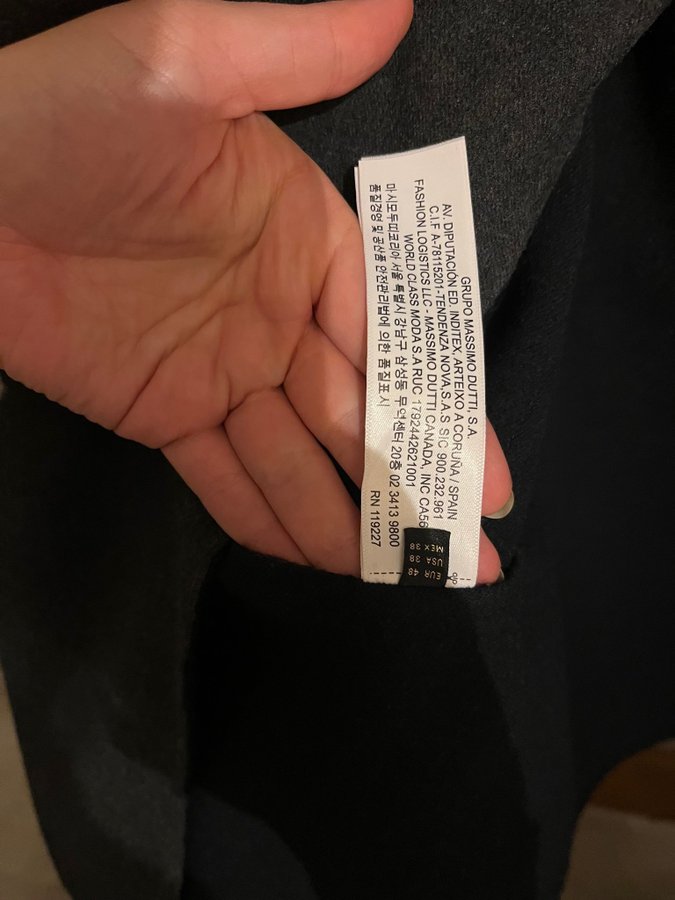 GRUPO MASSIMO DUTTI, S.A.
AV. DIPUTACIÓN ED. INDITEX, ARTEIXO A CORUÑA / SPAIN
C.I.F A-78115201-TENDENZA NOVA,S.A.S SIC 900.232.961
FASHION LOGISTICS LLC - MASSIMO DUTTI CANADA, INC CA56
WORLD CLASS MODA S.A RUC 1792442621001
마시모두띠코리아 서울 특별시 강남구 삼성동 무역센터 20층 02 3413 9800
품질경영 및 공산품 안전관리법에 의한 품질표시
RN 119227
EUR 48
USA 38
MEX 38